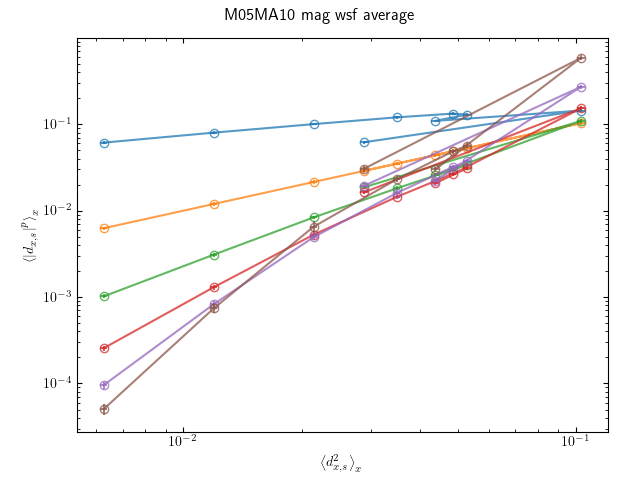 M05MA10 mag wsf average
⟨|d_{x,s}|^p⟩_x
10^{-1}
10^{-2}
10^{-3}
10^{-4}
10^{-2}
10^{-1}
⟨d_{x,s}^2⟩_x